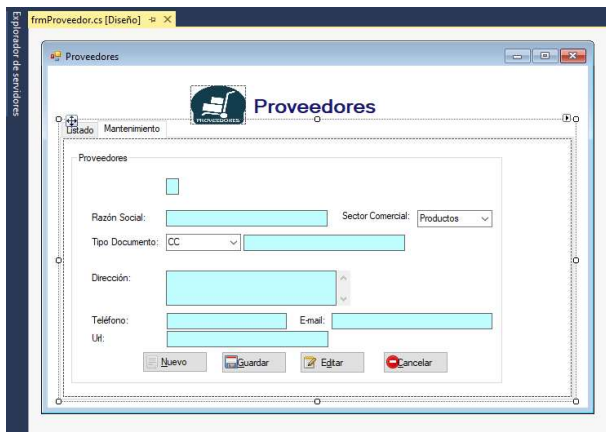 frmProveedor.cs [Diseño]
Explorador de servidores
Proveedores
PROVEEDORES
Proveedores
Listado Mantenimiento
Proveedores
Razón Social: Sector Comercial: Productos
Tipo Documento: CC
Dirección:
Teléfono: E-mail:
Url:
Nuevo Guardar Editar Cancelar